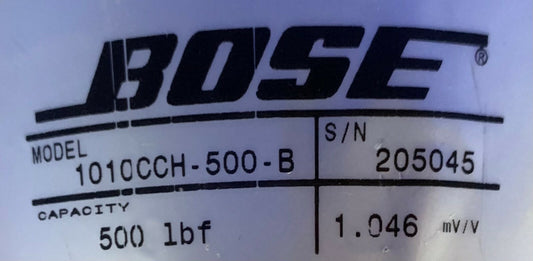 BOSE®
MODEL 1010CCH-500-B S/N 205045
CAPACITY
500 lbf 1.046 mV/V